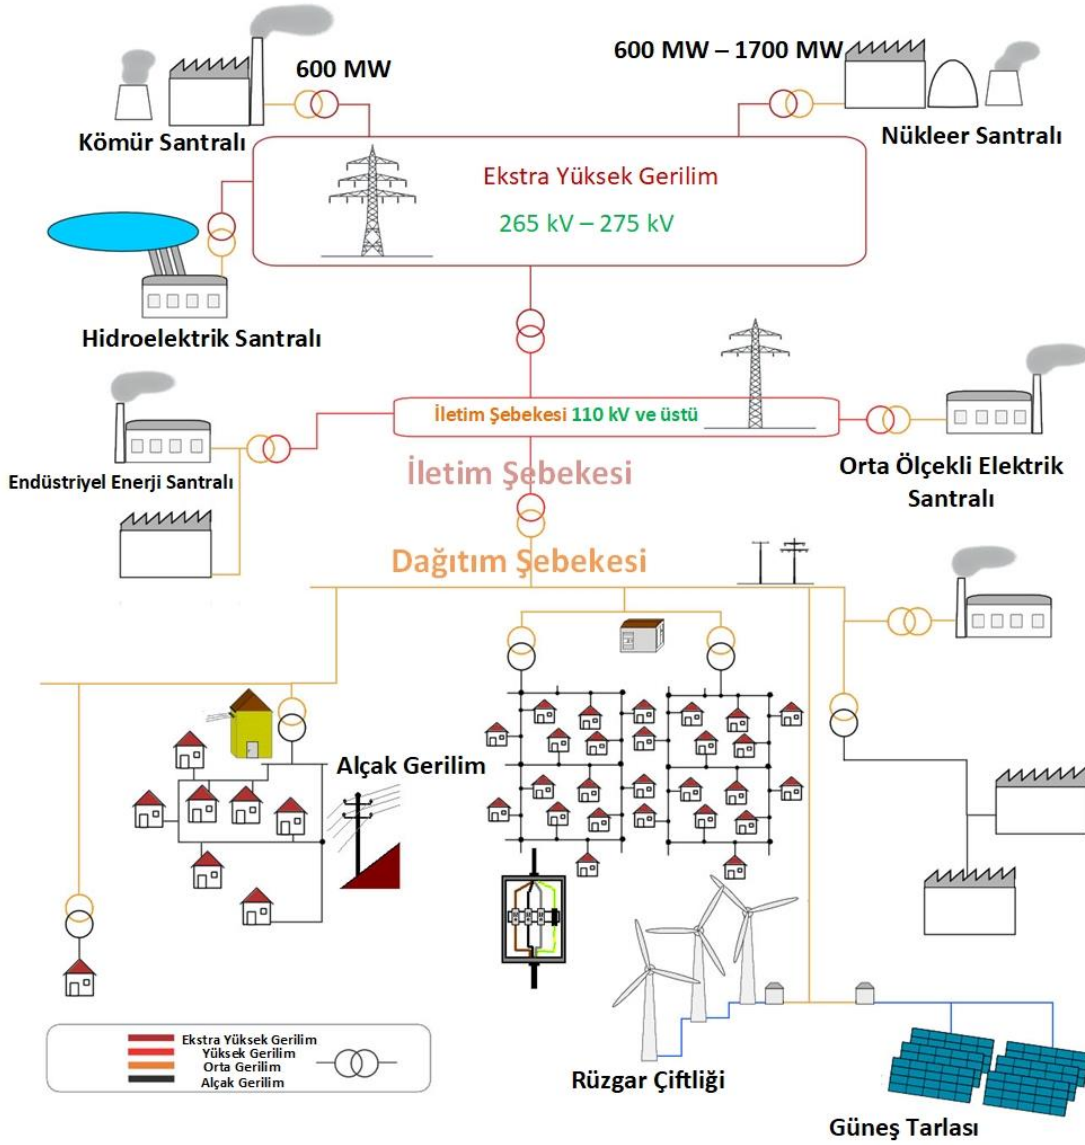 600 MW
600 MW – 1700 MW
Kömür Santralı
Nükleer Santralı
Ekstra Yüksek Gerilim
265 kV – 275 kV
Hidroelektrik Santralı
İletim Şebekesi 110 kV ve üstü
Endüstriyel Enerji Santralı
İletim Şebekesi
Orta Ölçekli Elektrik
Santralı
Dağıtım Şebekesi
Alçak Gerilim
Ekstra Yüksek Gerilim
Yüksek Gerilim
Orta Gerilim
Alçak Gerilim
Rüzgar Çiftliği
Güneş Tarlası